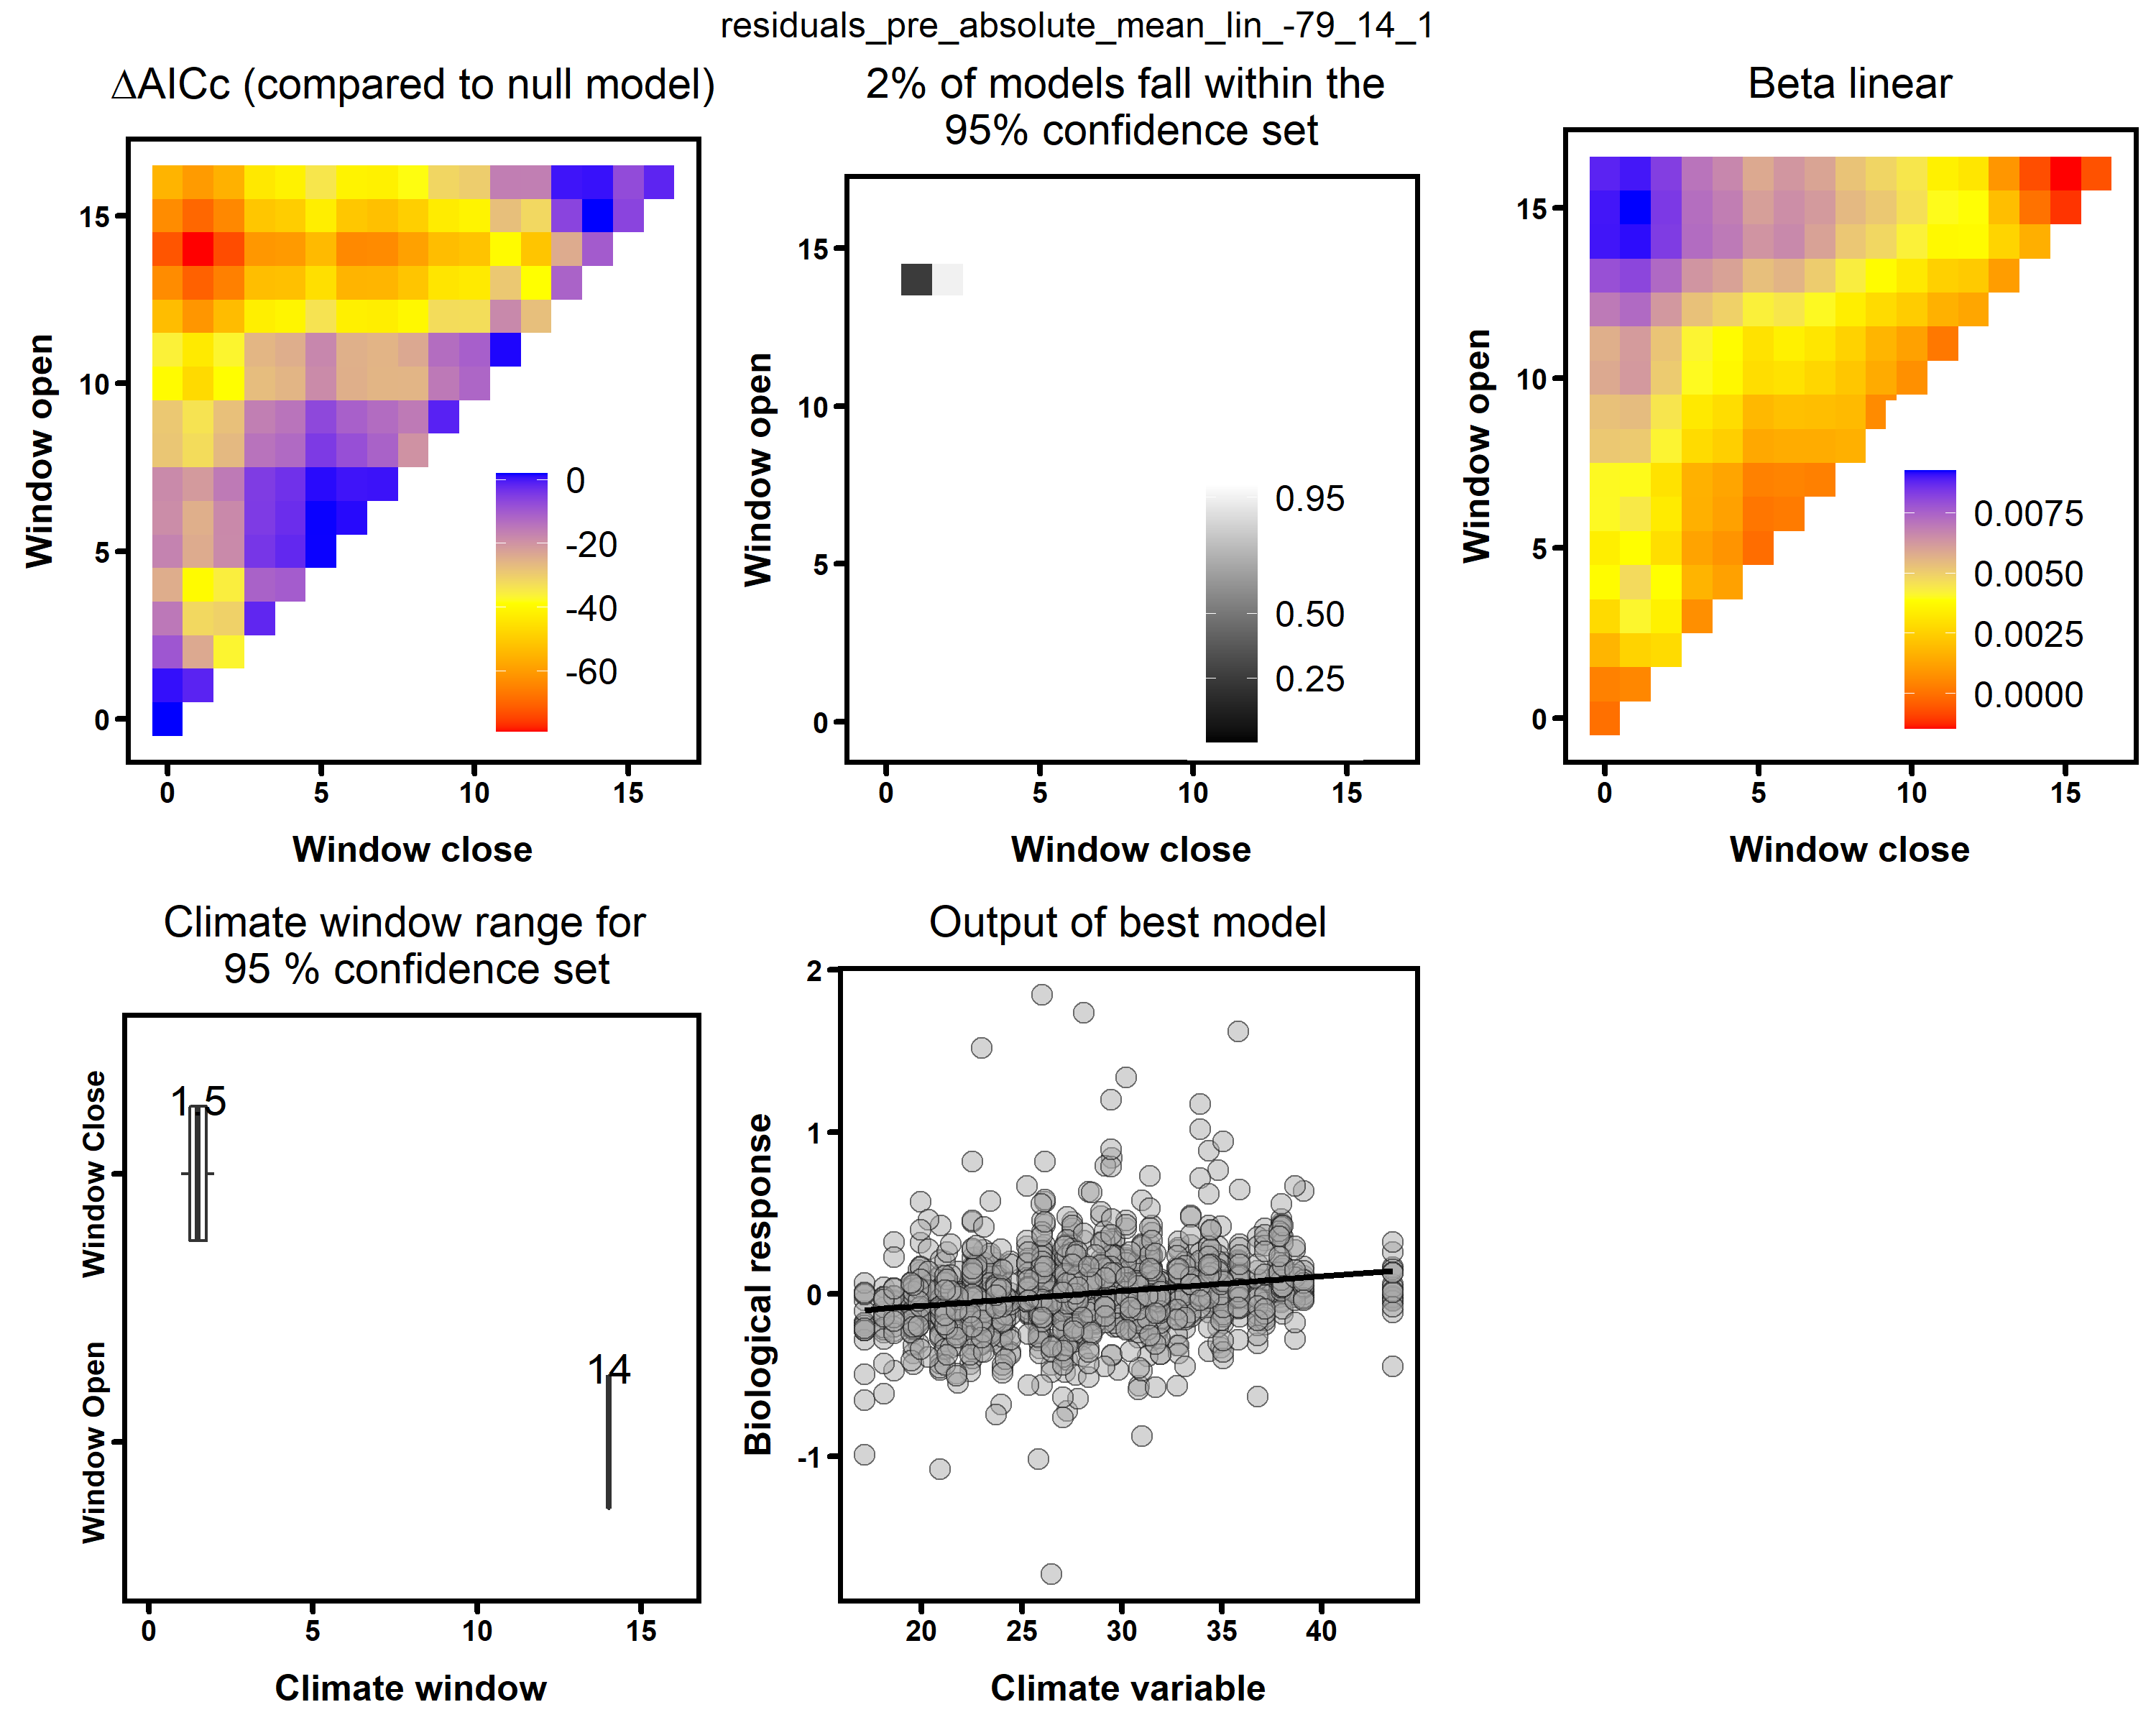 residuals_pre_absolute_mean_lin_-79_14_1
ΔAICc (compared to null model)
Window open
15
10
5
0
0
-20
-40
-60
0
5
10
15
Window close
2% of models fall within the
95% confidence set
Window open
15
10
5
0
0.95
0.50
0.25
0
5
10
15
Window close
Beta linear
Window open
15
10
5
0
0.0075
0.0050
0.0025
0.0000
0
5
10
15
Window close
Climate window range for
95 % confidence set
Window Close
Window Open
1.5
14
0
5
10
15
Climate window
Output of best model
Biological response
2
1
0
-1
20
25
30
35
40
Climate variable